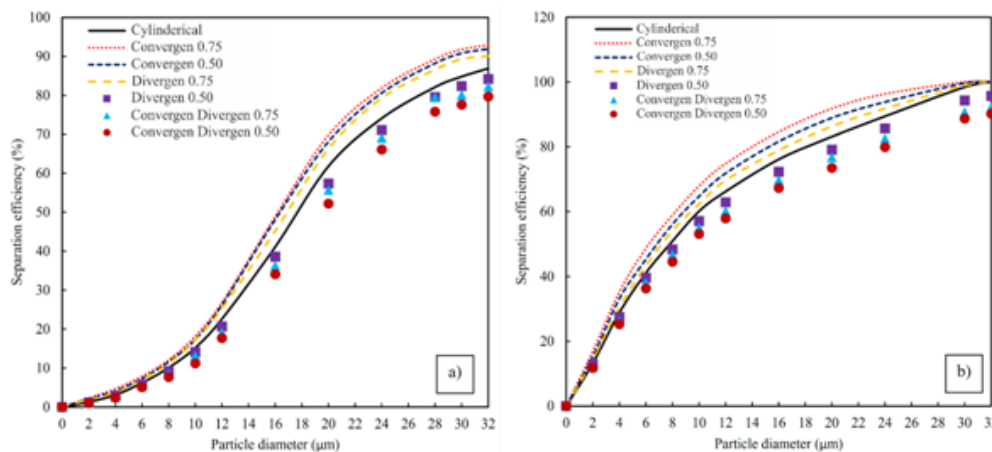 a)
Separation efficiency (%)
100
90
80
70
60
50
40
30
20
10
0
Cylinderical
Convergen 0.75
Convergen 0.50
Divergen 0.75
Divergen 0.50
Convergen Divergen 0.75
Convergen Divergen 0.50
a)
0 2 4 6 8 10 12 14 16 18 20 22 24 26 28 30 32
Particle diameter (μm)
b)
Separation efficiency (%)
120
100
80
60
40
20
0
Cylinderical
Convergen 0.75
Convergen 0.50
Divergen 0.75
Divergen 0.50
Convergen Divergen 0.75
Convergen Divergen 0.50
b)
0 2 4 6 8 10 12 14 16 18 20 22 24 26 28 30 32
Particle diameter (μm)